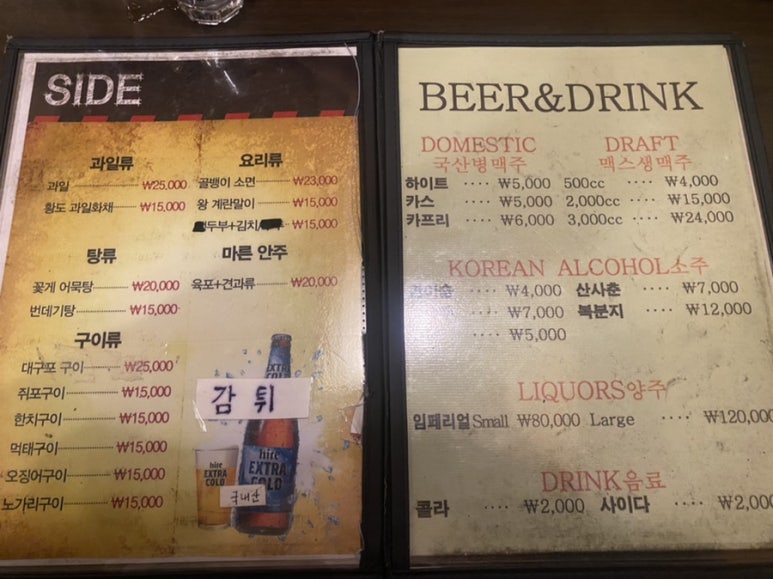 SIDE
과일류
과일 ₩25,000
황도 과일화채 ₩15,000
탕류
꽃게 어묵탕 ₩20,000
번데기탕 ₩15,000
구이류
대구포 구이 ₩25,000
쥐포구이 ₩15,000
한치구이 ₩15,000
먹태구이 ₩15,000
오징어구이 ₩15,000
노가리구이 ₩15,000
요리류
골뱅이 소면 ₩23,000
왕 계란말이 ₩15,000
두부+김치/ ₩15,000
마른 안주
육포+견과류 ₩20,000
감튀
EXTRA
COLD
hite
EXTRA
COLD
hite
EXTRA
COLD
국내산
BEER&DRINK
DOMESTIC
국산병맥주
하이트 ···· ₩5,000
카스 ···· ₩5,000
카프리 ···· ₩6,000
DRAFT
맥스생맥주
500cc ···· ₩4,000
2,000cc ···· ₩15,000
3,000cc ···· ₩24,000
KOREAN ALCOHOL소주
···· ₩4,000 산사춘 ···· ₩7,000
···· ₩7,000 복분지 ···· ₩12,000
···· ₩5,000
LIQUORS양주
임페리얼 Small ₩80,000 Large ···· ₩120,000
DRINK음료
콜라 ···· ₩2,000 사이다 ···· ₩2,000